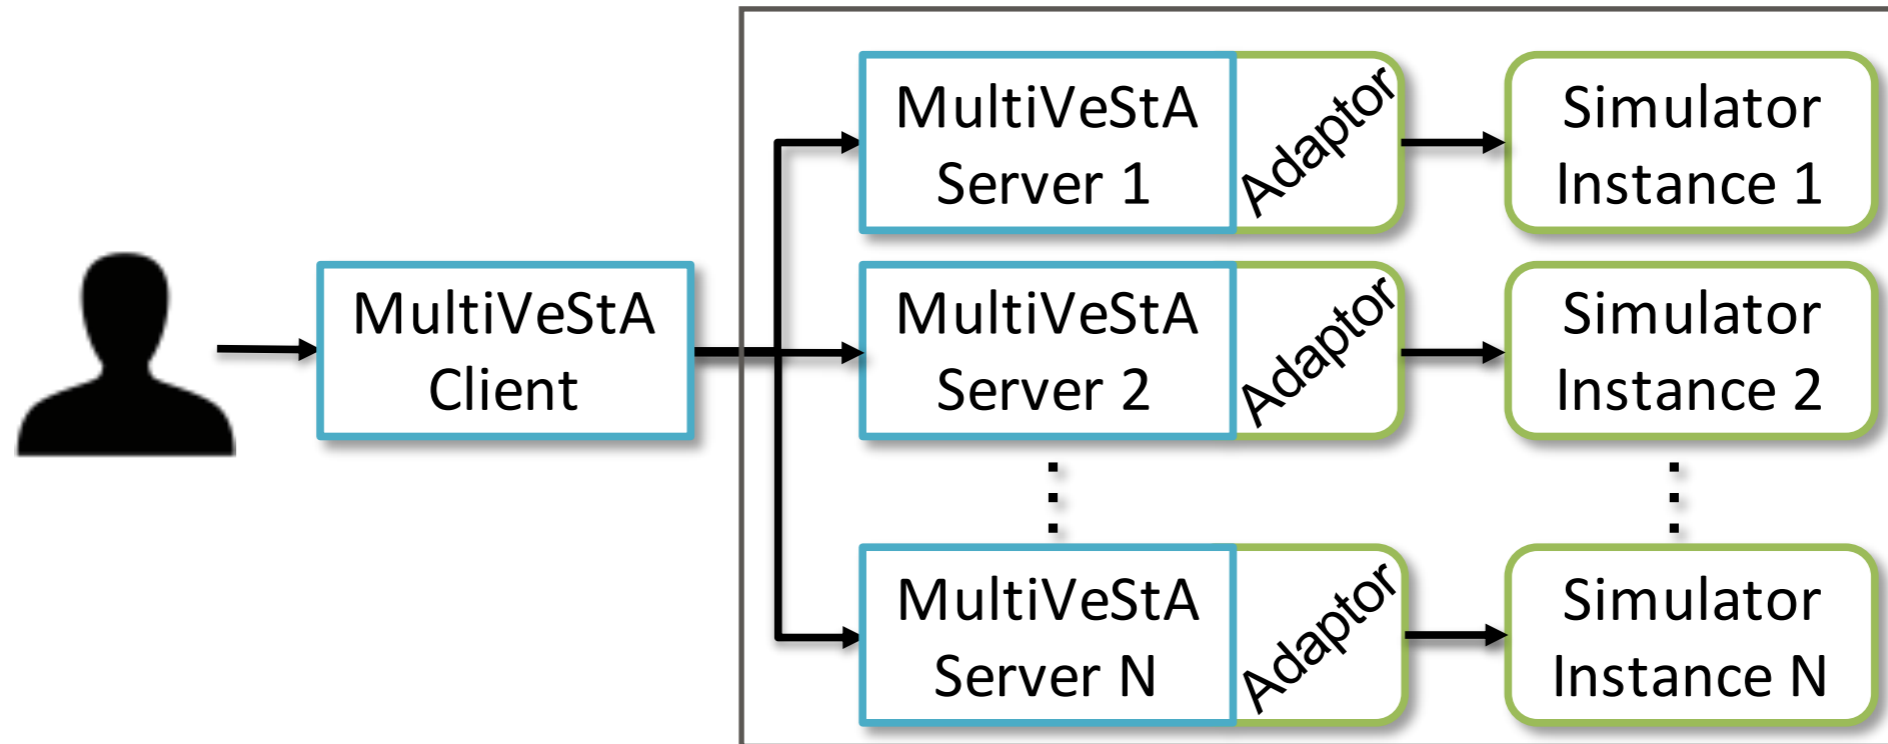 MultiVeStA
Client
MultiVeStA
Server 1
Adaptor
Simulator
Instance 1
MultiVeStA
Server 2
Adaptor
Simulator
Instance 2
MultiVeStA
Server N
Adaptor
Simulator
Instance N